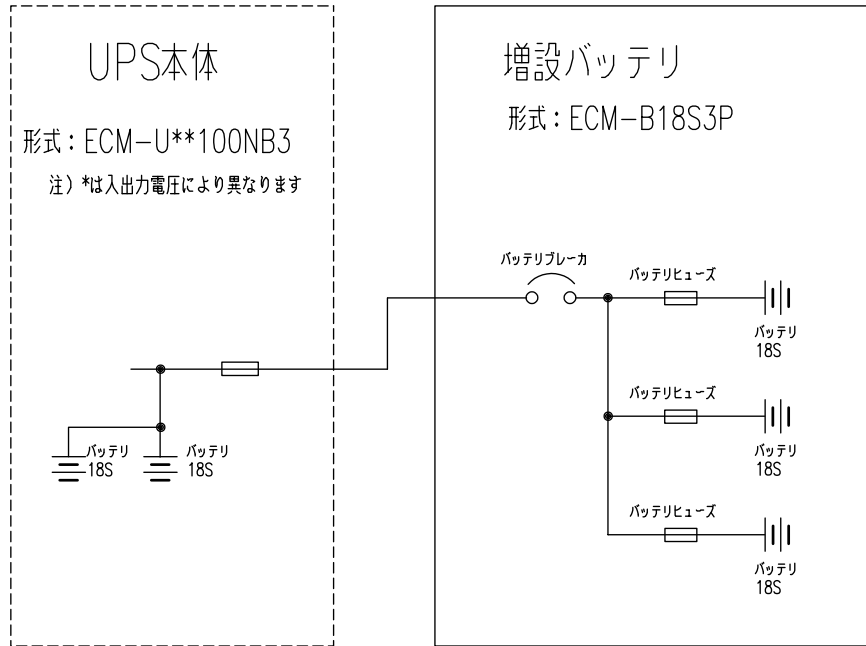 UPS本体
形式：ECM-U**100NB3
注）*は入出力電圧により異なります
バッテリ
18S
バッテリ
18S
増設バッテリ
形式：ECM-B18S3P
バッテリブレーカ
バッテリヒューズ
バッテリ
18S
バッテリヒューズ
バッテリ
18S
バッテリヒューズ
バッテリ
18S